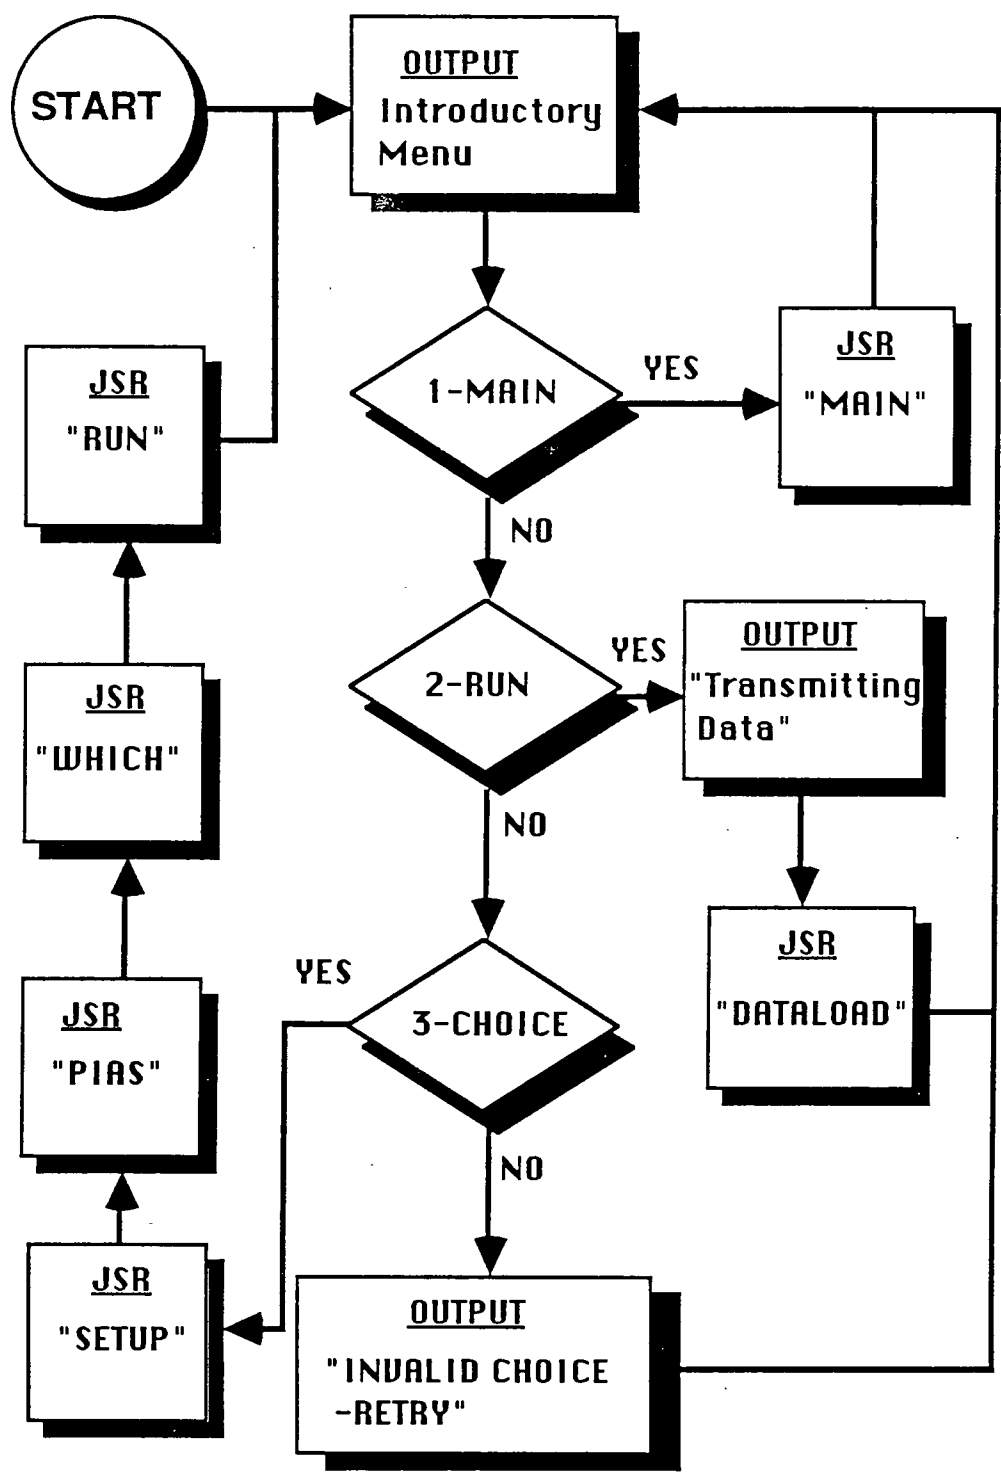 START
OUTPUT
Introductory
Menu
1-MAIN
YES
JSR
"MAIN"
NO
2-RUN
YES
OUTPUT
"Transmitting
Data"
NO
JSR
"DATALOAD"
3-CHOICE
YES
NO
OUTPUT
"INVALID CHOICE
-RETRY"
JSR
"SETUP"
JSR
"PIAS"
JSR
"WHICH"
JSR
"RUN"